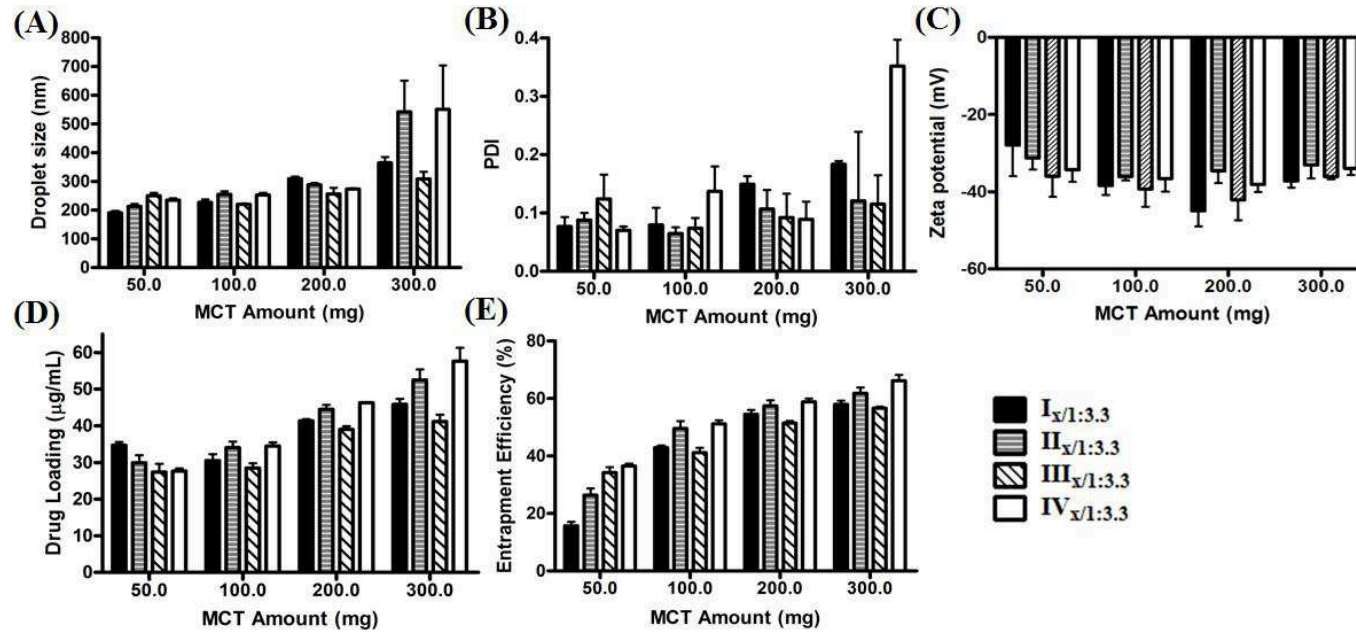 (A)
800
700
600
500
400
300
200
100
0
Droplet size (nm)
50.0 100.0 200.0 300.0
MCT Amount (mg)
(B)
0.4
0.3
0.2
0.1
0.0
PDI
50.0 100.0 200.0 300.0
MCT Amount (mg)
(C)
0
-20
-40
-60
Zeta potential (mV)
50.0 100.0 200.0 300.0
MCT Amount (mg)
(D)
60
50
40
30
20
10
0
Drug Loading (μg/mL)
50.0 100.0 200.0 300.0
MCT Amount (mg)
(E)
80
60
40
20
0
Entrapment Efficiency (%)
50.0 100.0 200.0 300.0
MCT Amount (mg)
Ix/1:3.3
IIx/1:3.3
IIIx/1:3.3
IVx/1:3.3